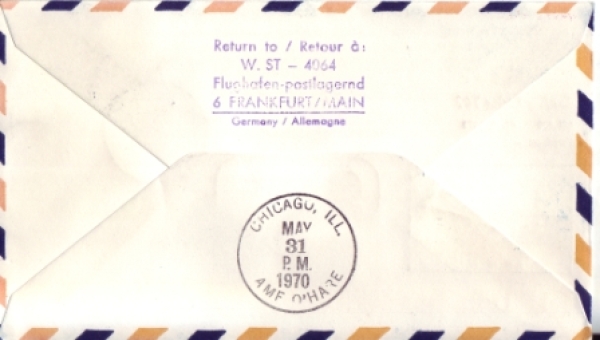 Return to / Retour à:
W. ST – 4064
Flughafen-postlagernd
6 FRANKFURT/MAIN
Germany / Allemagne
CHICAGO, ILL.
MAY
31
P.M.
1970
AMF O'HARE